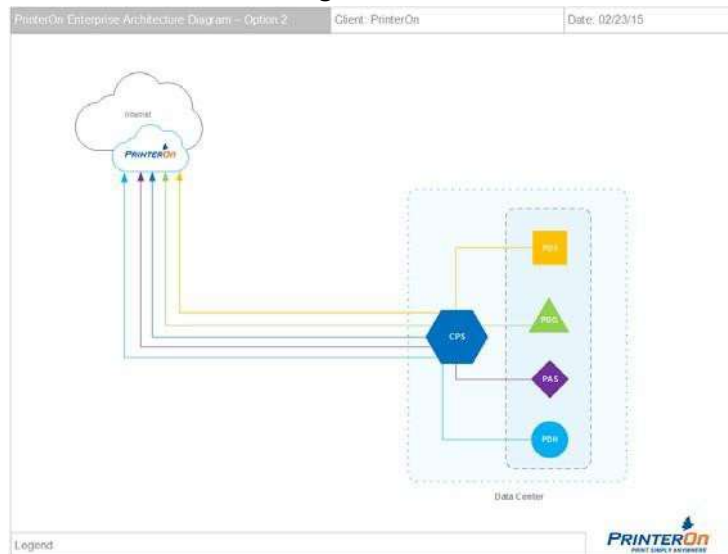 PrinterOn Enterprise Architecture Diagram – Option 2
Client: PrinterOn
Date: 02/23/15
Internet
PRINTERON
PDS
CPS
PDG
PAS
PDH
Data Center
Legend
PRINTERON
PRINT SIMPLY ANYWHERE